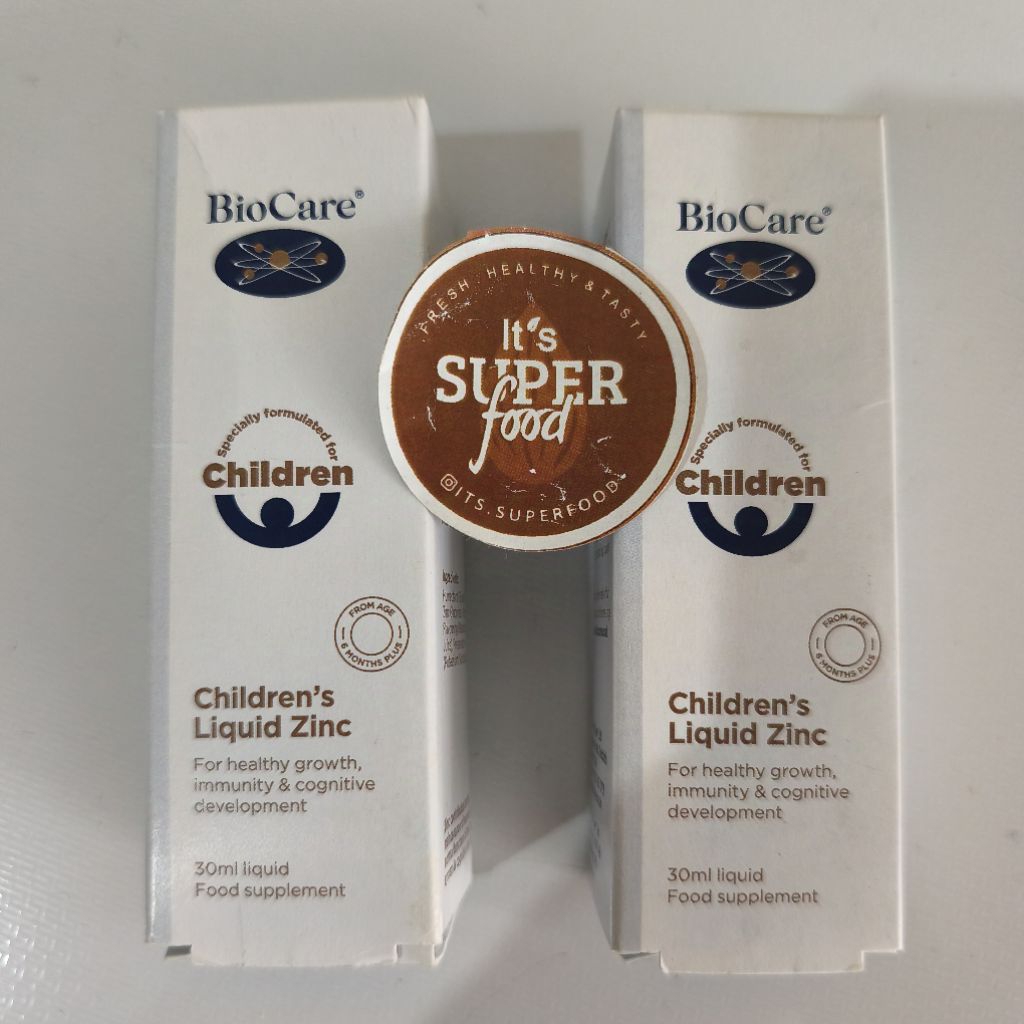 BioCare®
Specially formulated for
Children
FROM AGE
6 MONTHS PLUS
Children's
Liquid Zinc
For healthy growth,
immunity & cognitive
development
30ml liquid
Food supplement
FRESH . HEALTHY & TASTY
It's
SUPER
food
ITS.SUPERFOOD
BioCare®
Specially formulated for
Children
FROM AGE
6 MONTHS PLUS
Children's
Liquid Zinc
For healthy growth,
immunity & cognitive
development
30ml liquid
Food supplement